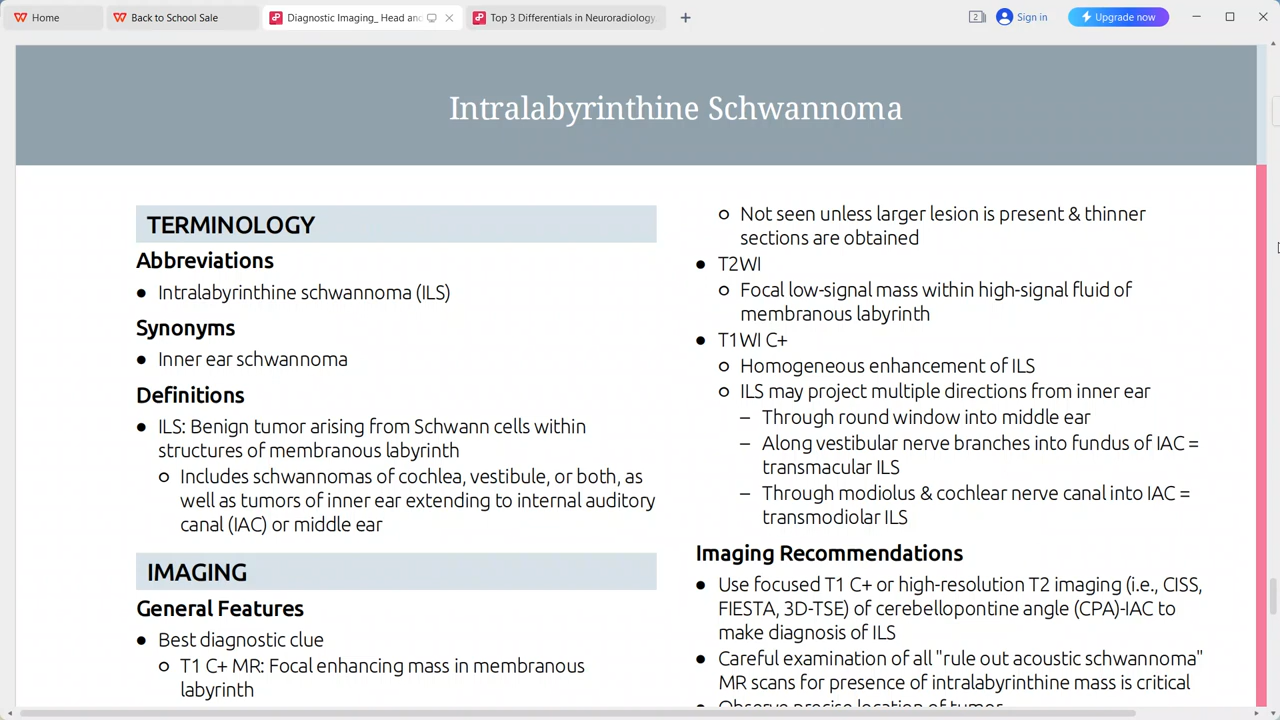 Home
Back to School Sale
Diagnostic Imaging_ Head and
Top 3 Differentials in Neuroradiology
2
Sign in
Upgrade now
Intralabyrinthine Schwannoma
TERMINOLOGY
Abbreviations
● Intralabyrinthine schwannoma (ILS)
Synonyms
● Inner ear schwannoma
Definitions
● ILS: Benign tumor arising from Schwann cells within
structures of membranous labyrinth
○ Includes schwannomas of cochlea, vestibule, or both, as
well as tumors of inner ear extending to internal auditory
canal (IAC) or middle ear
IMAGING
General Features
● Best diagnostic clue
○ T1 C+ MR: Focal enhancing mass in membranous
labyrinth
○ Not seen unless larger lesion is present & thinner
sections are obtained
● T2WI
○ Focal low-signal mass within high-signal fluid of
membranous labyrinth
● T1WI C+
○ Homogeneous enhancement of ILS
○ ILS may project multiple directions from inner ear
– Through round window into middle ear
– Along vestibular nerve branches into fundus of IAC =
transmacular ILS
– Through modiolus & cochlear nerve canal into IAC =
transmodiolar ILS
Imaging Recommendations
● Use focused T1 C+ or high-resolution T2 imaging (i.e., CISS,
FIESTA, 3D-TSE) of cerebellopontine angle (CPA)-IAC to
make diagnosis of ILS
● Careful examination of all "rule out acoustic schwannoma"
MR scans for presence of intralabyrinthine mass is critical
● Observe precise location of tumor